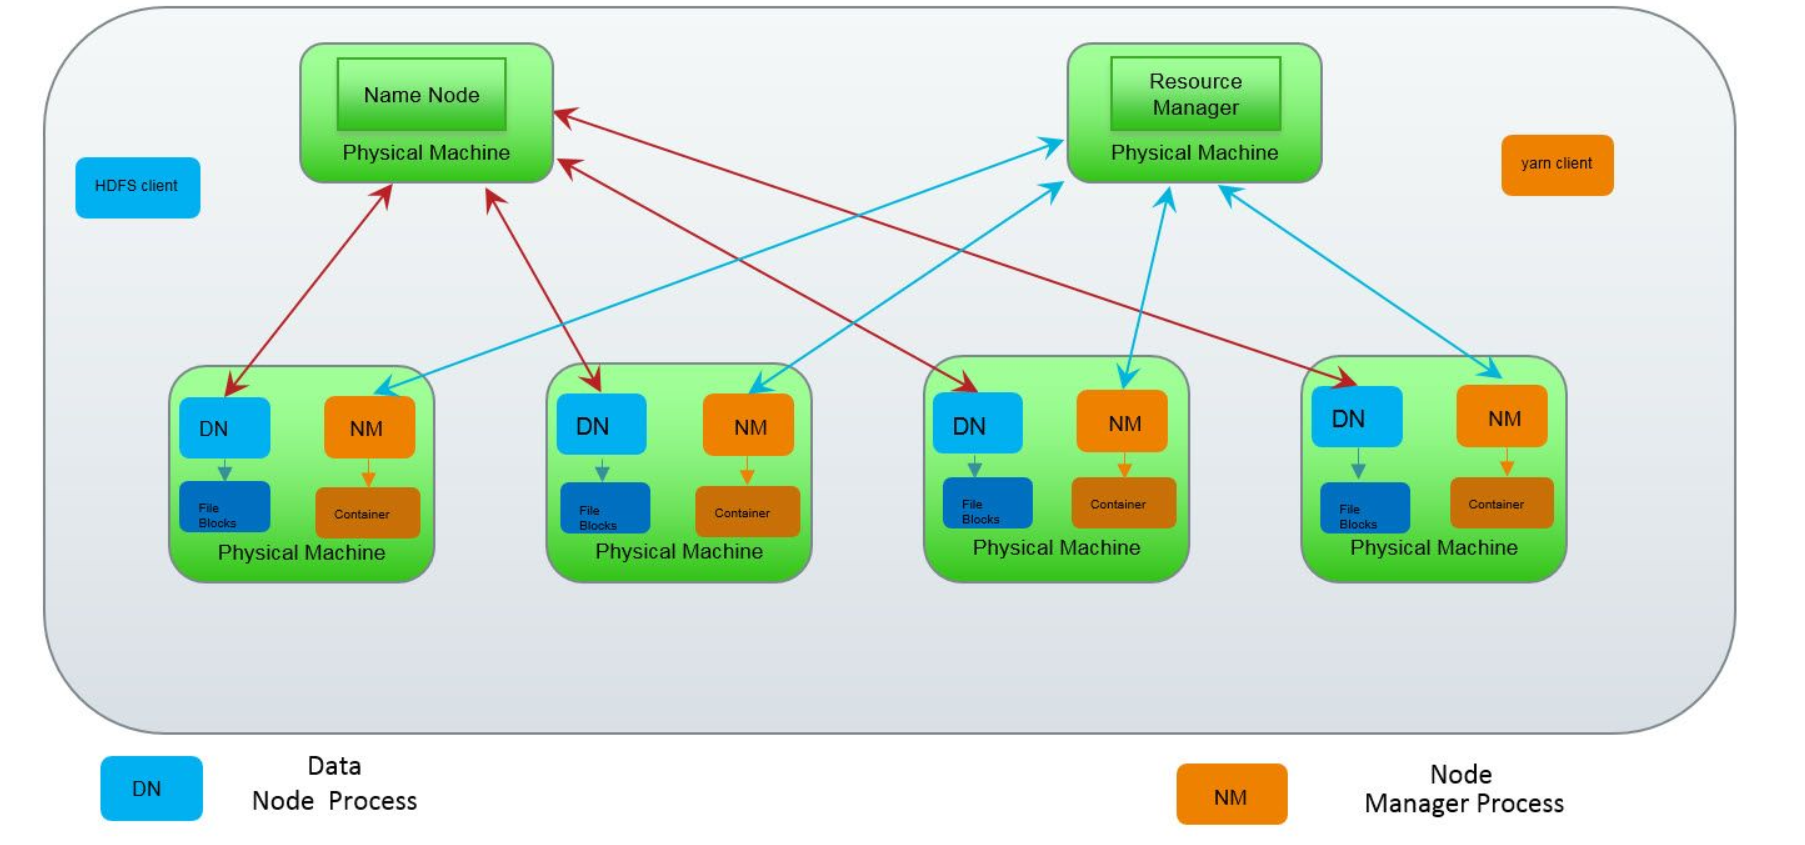 Name Node
Physical Machine
Resource
Manager
Physical Machine
HDFS client
yarn client
DN
NM
File
Blocks
Container
Physical Machine
DN
NM
File
Blocks
Container
Physical Machine
DN
NM
File
Blocks
Container
Physical Machine
DN
NM
File
Blocks
Container
Physical Machine
DN
Data
Node Process
NM
Node
Manager Process